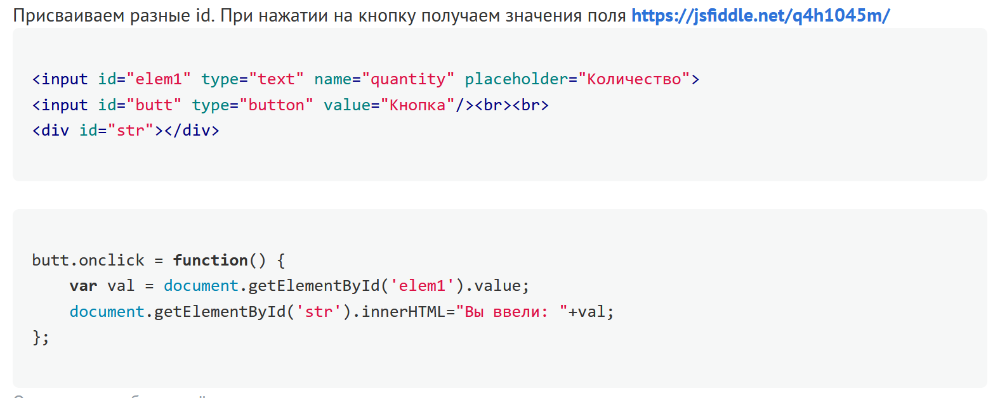 Присваиваем разные id. При нажатии на кнопку получаем значения поля https://jsfiddle.net/q4h1045m/
<input id="elem1" type="text" name="quantity" placeholder="Количество">
<input id="butt" type="button" value="Кнопка"/><br><br>
<div id="str"></div>
butt.onclick = function() {
    var val = document.getElementById('elem1').value;
    document.getElementById('str').innerHTML="Вы ввели: "+val;
};